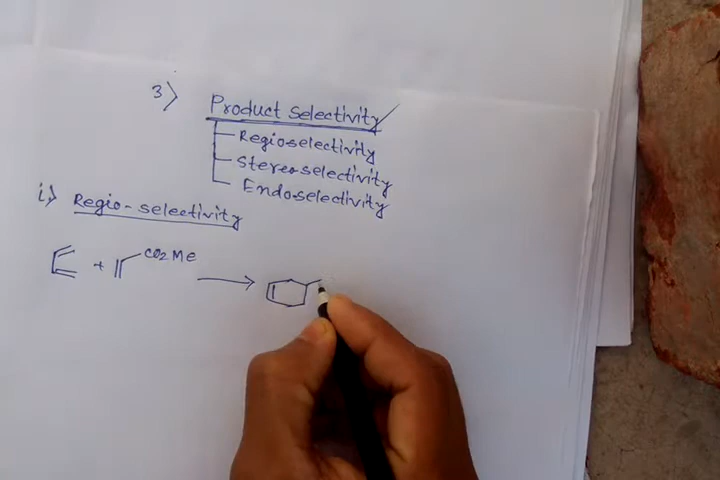 3) Product Selectivity
Regioselectivity
Stereoselectivity
Endoselectivity
i) Regio-selectivity
+ CO2Me